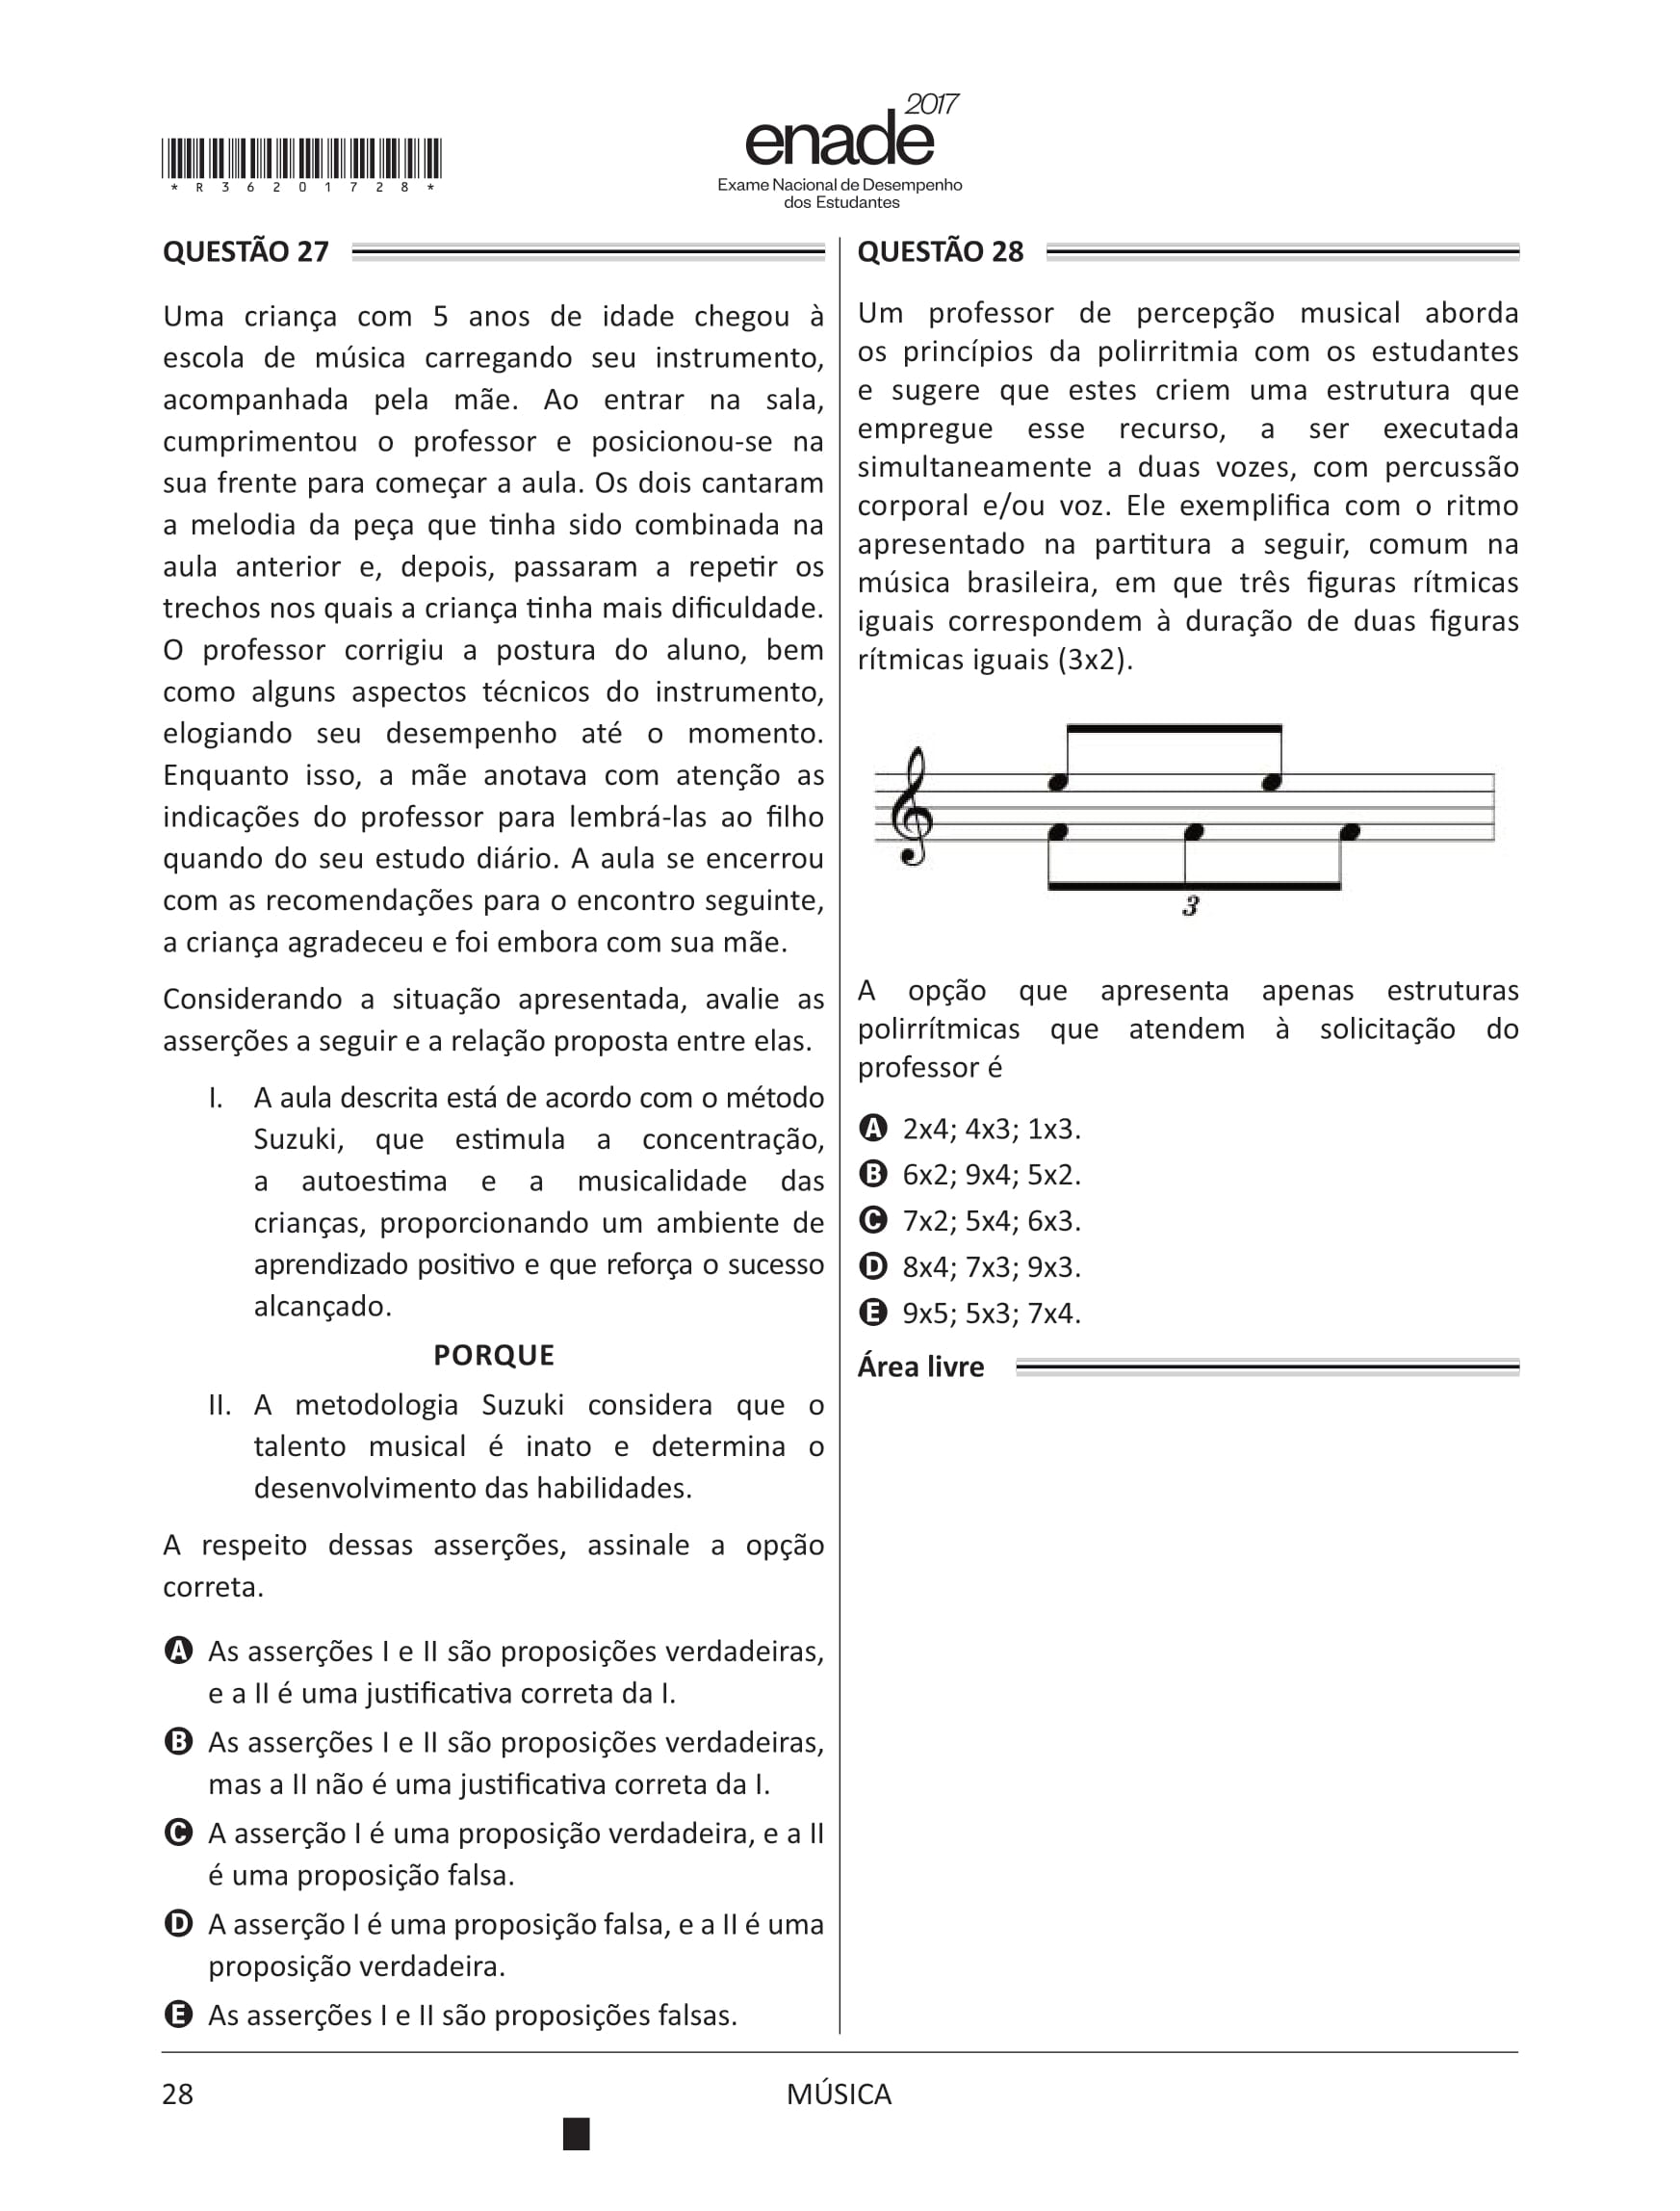 2017
enade
Exame Nacional de Desempenho
dos Estudantes
*R36201728*
QUESTÃO 27
Uma criança com 5 anos de idade chegou à
escola de música carregando seu instrumento,
acompanhada pela mãe. Ao entrar na sala,
cumprimentou o professor e posicionou-se na
sua frente para começar a aula. Os dois cantaram
a melodia da peça que tinha sido combinada na
aula anterior e, depois, passaram a repetir os
trechos nos quais a criança tinha mais dificuldade.
O professor corrigiu a postura do aluno, bem
como alguns aspectos técnicos do instrumento,
elogiando seu desempenho até o momento.
Enquanto isso, a mãe anotava com atenção as
indicações do professor para lembrá-las ao filho
quando do seu estudo diário. A aula se encerrou
com as recomendações para o encontro seguinte,
a criança agradeceu e foi embora com sua mãe.
Considerando a situação apresentada, avalie as
asserções a seguir e a relação proposta entre elas.
I. A aula descrita está de acordo com o método
Suzuki, que estimula a concentração,
a autoestima e a musicalidade das
crianças, proporcionando um ambiente de
aprendizado positivo e que reforça o sucesso
alcançado.
PORQUE
II. A metodologia Suzuki considera que o
talento musical é inato e determina o
desenvolvimento das habilidades.
A respeito dessas asserções, assinale a opção
correta.
A As asserções I e II são proposições verdadeiras,
e a II é uma justificativa correta da I.
B As asserções I e II são proposições verdadeiras,
mas a II não é uma justificativa correta da I.
C A asserção I é uma proposição verdadeira, e a II
é uma proposição falsa.
D A asserção I é uma proposição falsa, e a II é uma
proposição verdadeira.
E As asserções I e II são proposições falsas.
QUESTÃO 28
Um professor de percepção musical aborda
os princípios da polirritmia com os estudantes
e sugere que estes criem uma estrutura que
empregue esse recurso, a ser executada
simultaneamente a duas vozes, com percussão
corporal e/ou voz. Ele exemplifica com o ritmo
apresentado na partitura a seguir, comum na
música brasileira, em que três figuras rítmicas
iguais correspondem à duração de duas figuras
rítmicas iguais (3x2).
3
A opção que apresenta apenas estruturas
polirrítmicas que atendem à solicitação do
professor é
A 2x4; 4x3; 1x3.
B 6x2; 9x4; 5x2.
C 7x2; 5x4; 6x3.
D 8x4; 7x3; 9x3.
E 9x5; 5x3; 7x4.
Área livre
28
MÚSICA